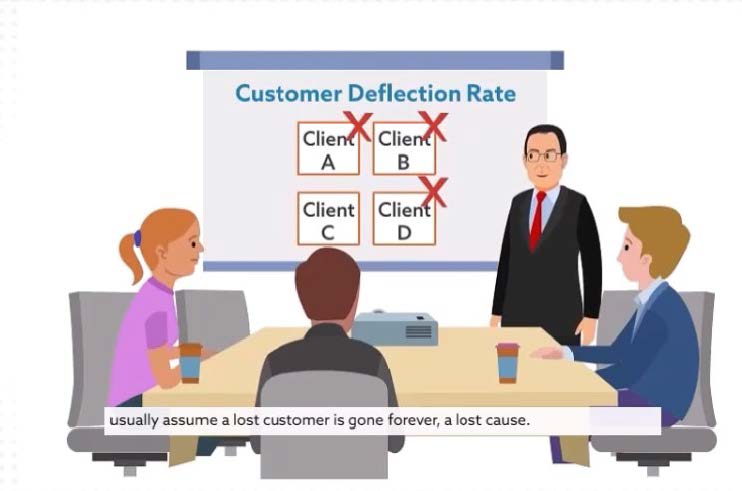 Customer Deflection Rate
Client Client
A B
Client Client
C D
usually assume a lost customer is gone forever, a lost cause.